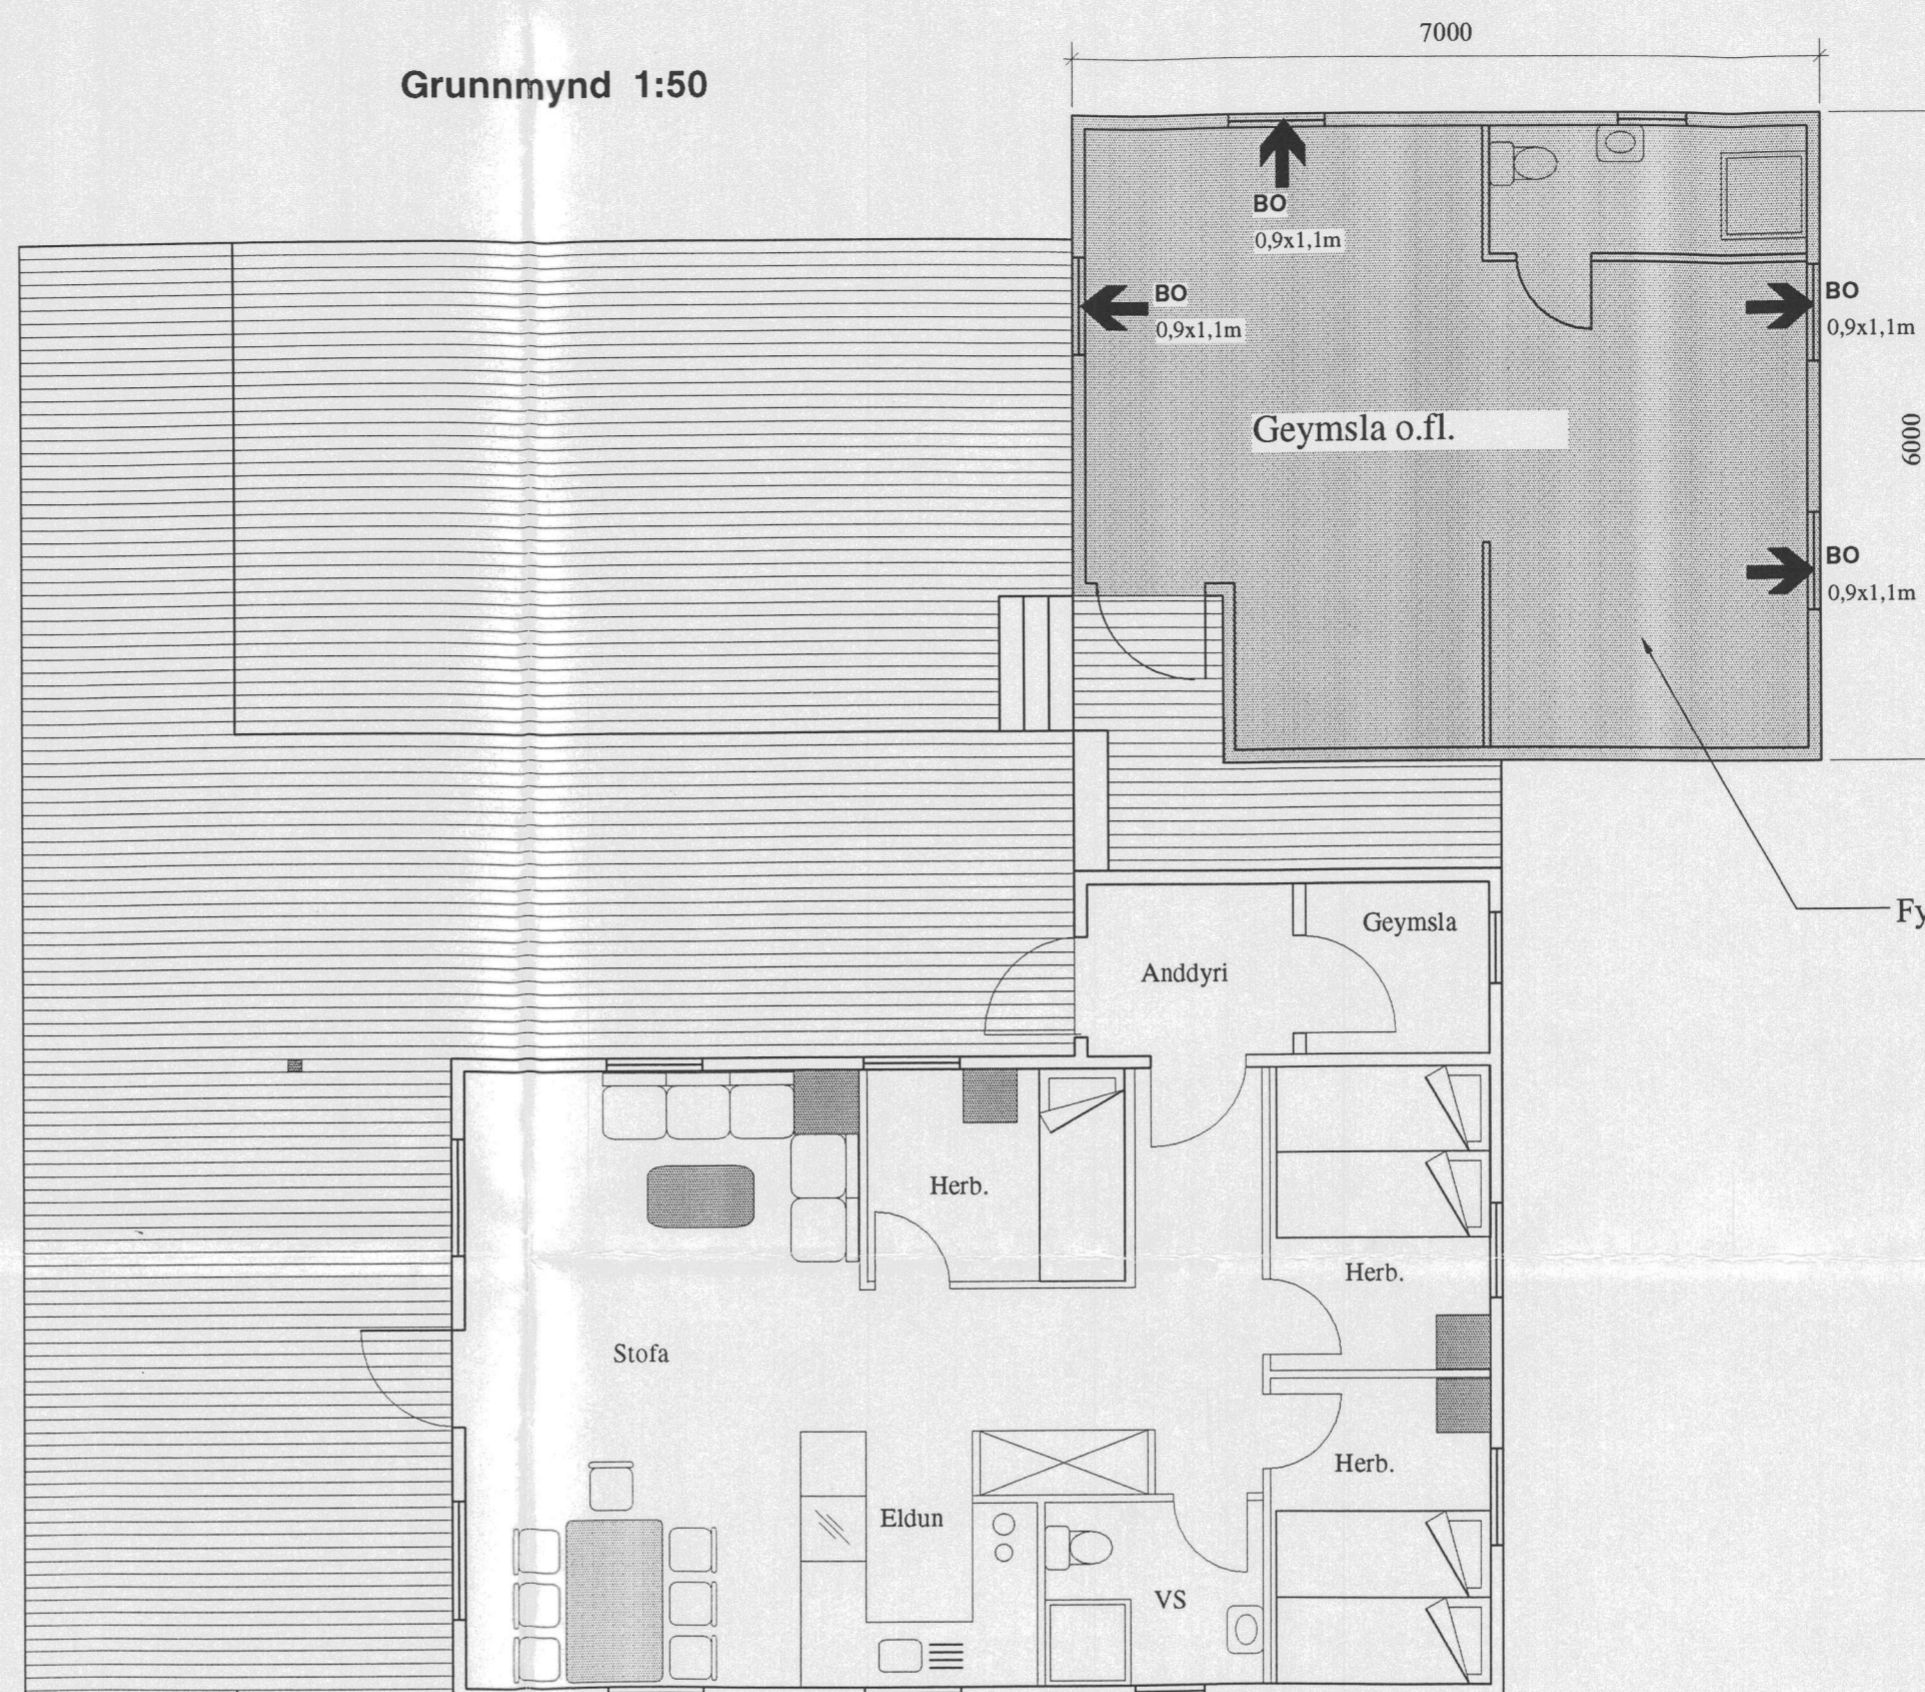 7000
Grunnmynd 1:50
BO
0,9x1,1m
BO
0,9x1,1m
BO
0,9x1,1m
Geymsla o.fl.
6000
BO
0,9x1,1m
Fy
Geymsla
Anddyri
Herb.
Herb.
Stofa
Herb.
Eldun
VS